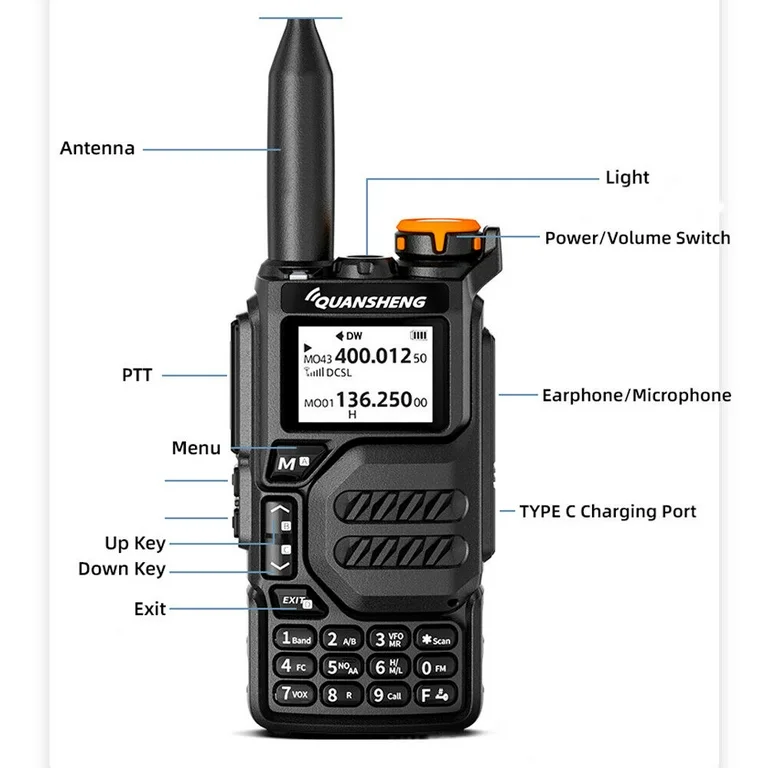 Antenna
Light
Power/Volume Switch
QUANSHENG
DW
MO43 400.012 50
DCSL
MO01 136.250 00
H
PTT
Earphone/Microphone
Menu
M A
B
TYPE C Charging Port
Up Key
C
Down Key
Exit
EXIT D
1 Band 2 A/B 3 VFO MR * Scan
4 FC 5 NOAA 6 H/M/L 0 FM
7 VOX 8 R 9 Call F